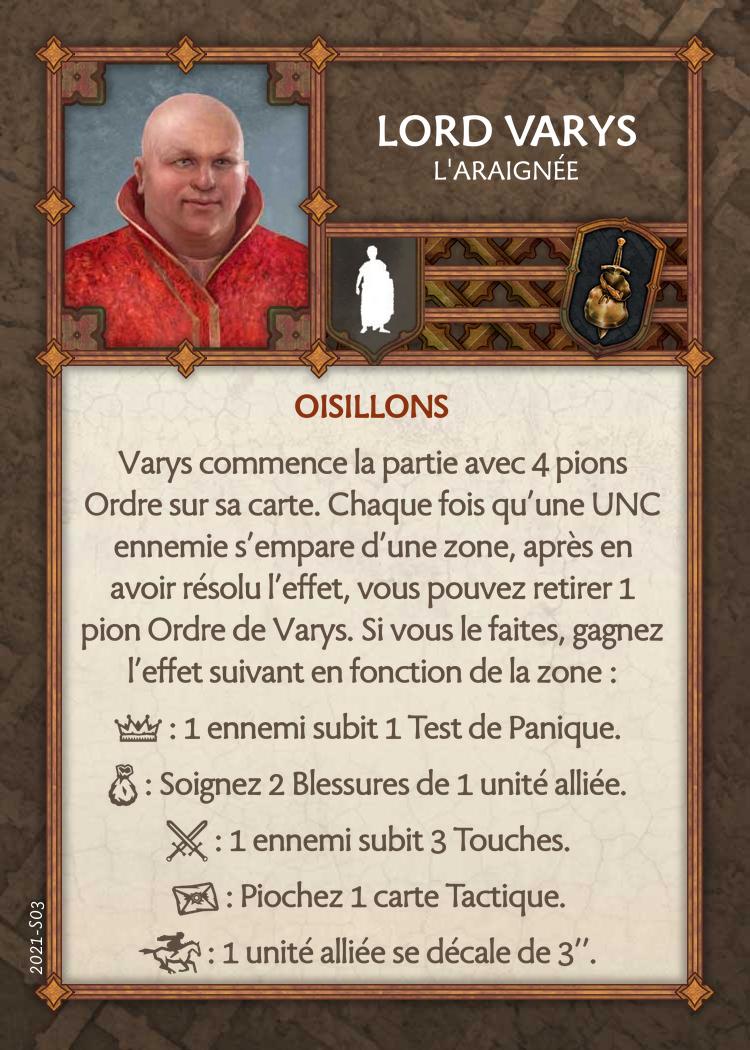 LORD VARYS
L'ARAIGNÉE
OISILLONS
Varys commence la partie avec 4 pions
Ordre sur sa carte. Chaque fois qu’une UNC
ennemie s’empare d’une zone, après en
avoir résolu l’effet, vous pouvez retirer 1
pion Ordre de Varys. Si vous le faites, gagnez
l’effet suivant en fonction de la zone :
: 1 ennemi subit 1 Test de Panique.
: Soignez 2 Blessures de 1 unité alliée.
: 1 ennemi subit 3 Touches.
: Piochez 1 carte Tactique.
: 1 unité alliée se décale de 3’’.
2021-S03